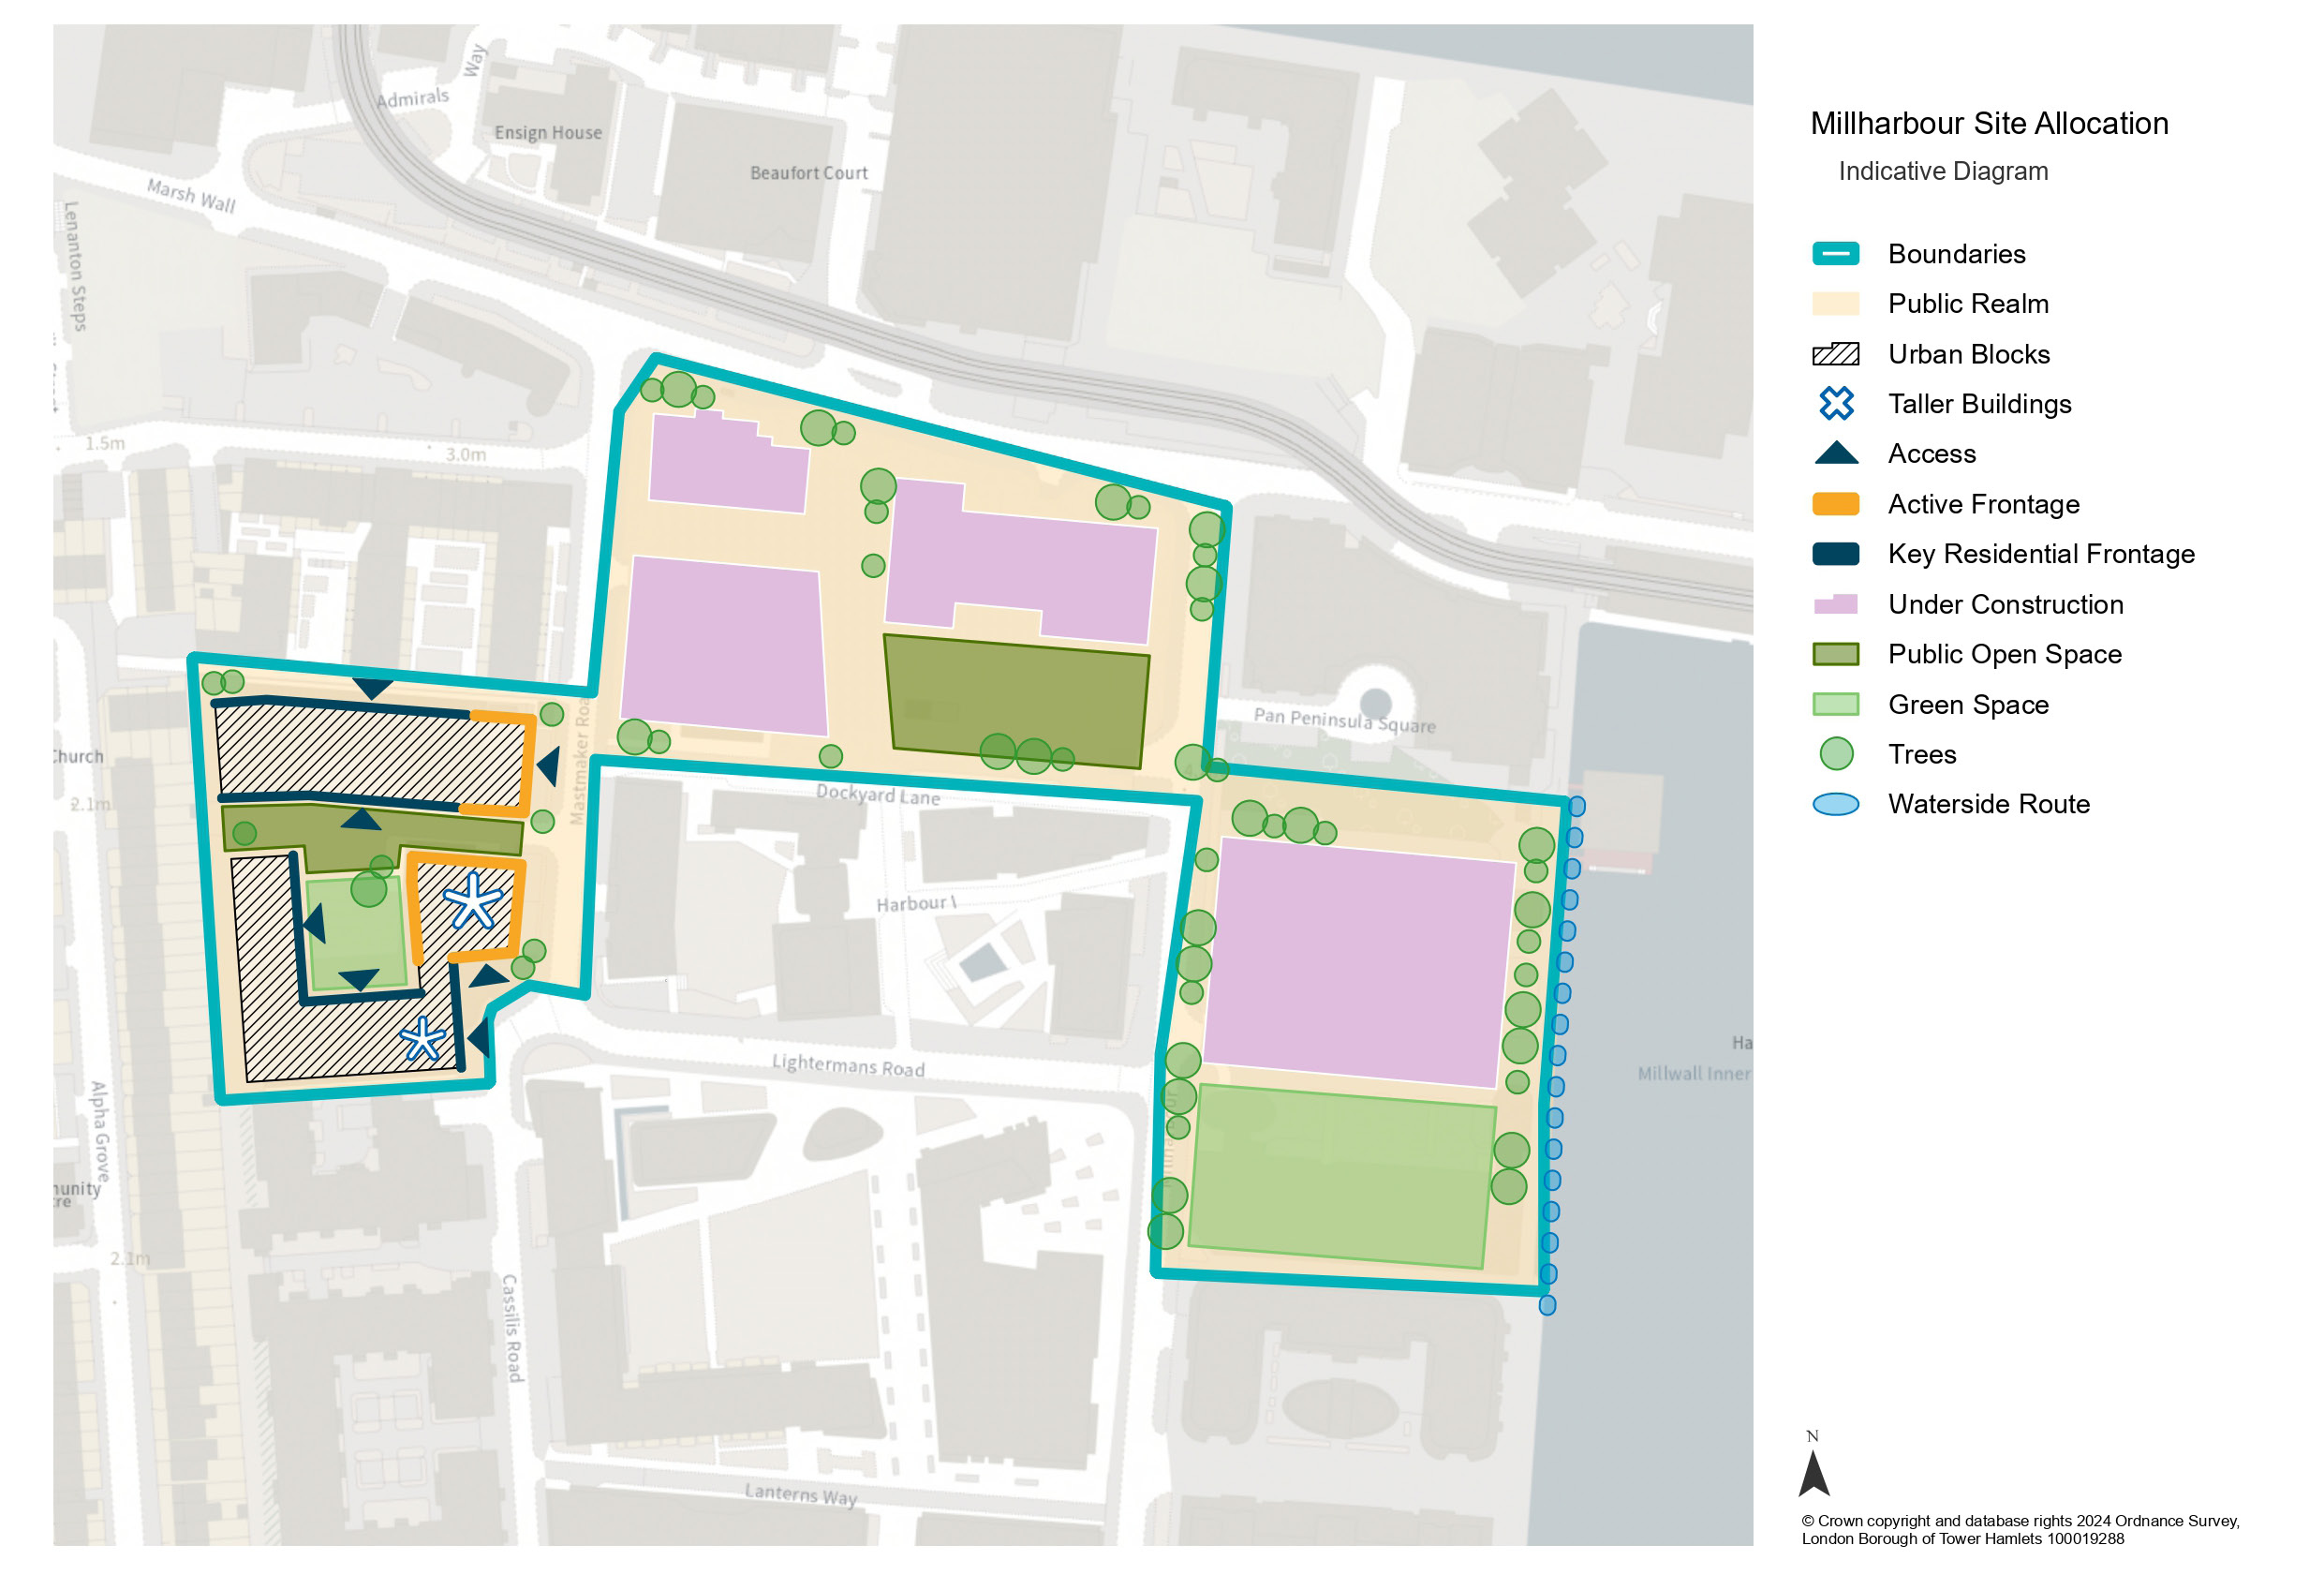 Millharbour Site Allocation
Indicative Diagram
Boundaries
Public Realm
Urban Blocks
Taller Buildings
Access
Active Frontage
Key Residential Frontage
Under Construction
Public Open Space
Green Space
Trees
Waterside Route
N
© Crown copyright and database rights 2024 Ordnance Survey,
London Borough of Tower Hamlets 100019288
Way
Admirals
Ensign House
Beaufort Court
Marsh Wall
Lenanton Steps
1.5m
3.0m
Pan Peninsula Square
Mastmaker Roa
Church
2.1m
Dockyard Lane
Harbour
Lightermans Road
Ha
Millwall Inner
Alpha Grove
munity
re
2.1m
Cassilis Road
Lanterns Way